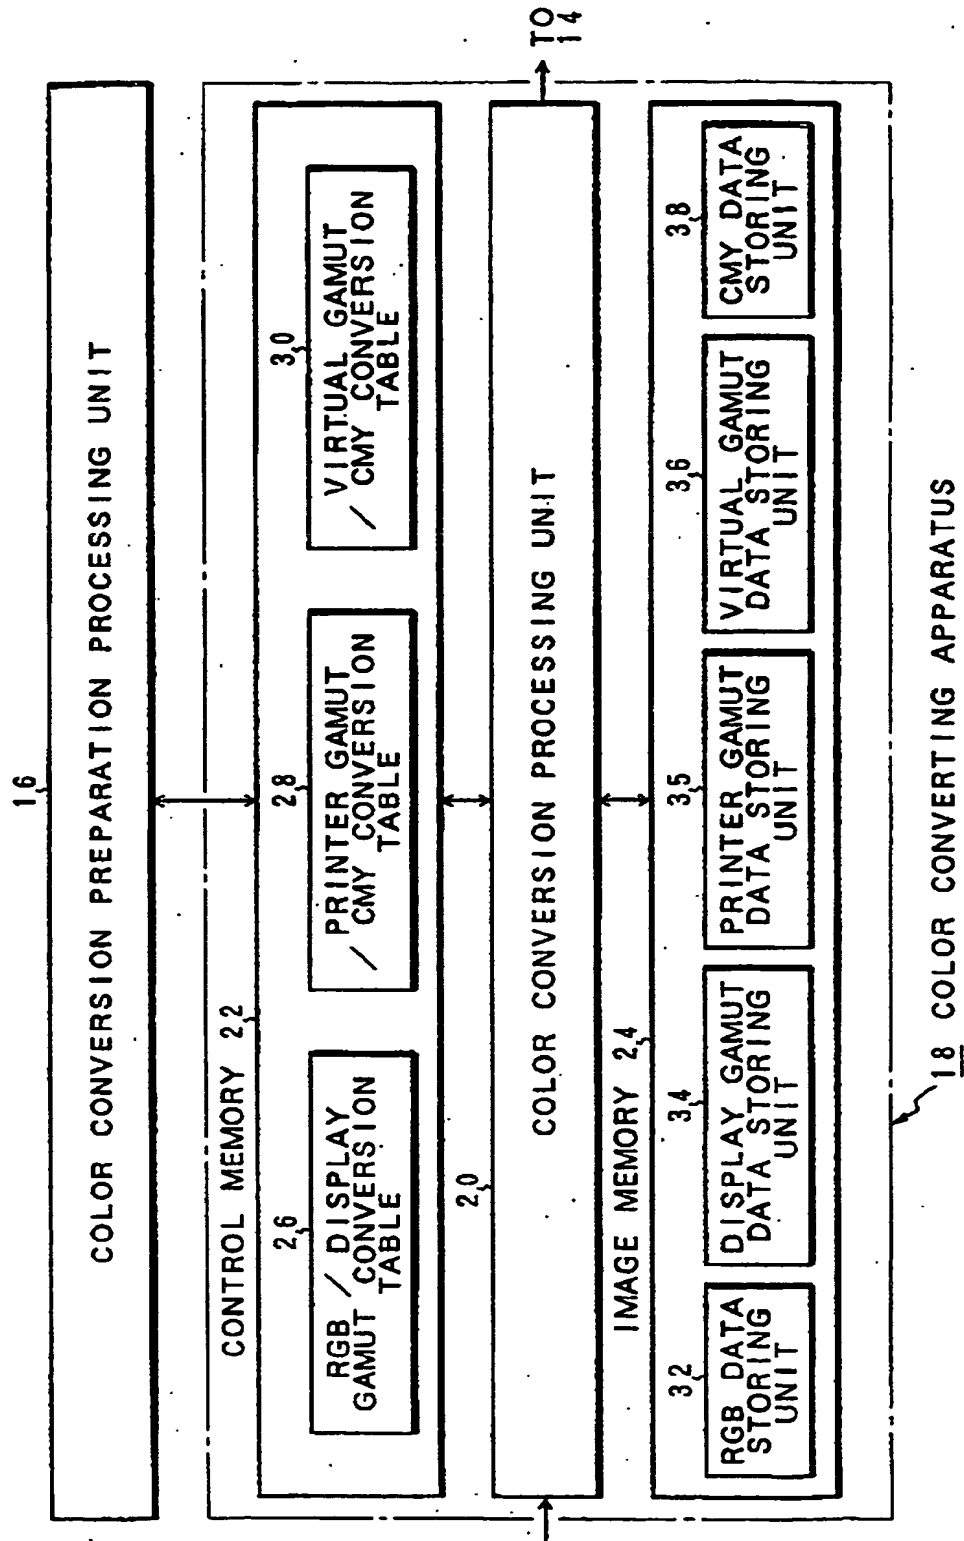 16
COLOR CONVERSION PREPARATION PROCESSING UNIT
CONTROL MEMORY 22
26
RGB / DISPLAY
GAMUT CONVERSION
TABLE
28
PRINTER GAMUT
/ CMY CONVERSION
TABLE
30
VIRTUAL GAMUT
/ CMY CONVERSION
TABLE
20
COLOR CONVERSION PROCESSING UNIT
TO
14
IMAGE MEMORY 24
32
RGB DATA
STORING
UNIT
34
DISPLAY GAMUT
DATA STORING
UNIT
35
PRINTER GAMUT
DATA STORING
UNIT
36
VIRTUAL GAMUT
DATA STORING
UNIT
38
CMY DATA
STORING
UNIT
18 COLOR CONVERTING APPARATUS